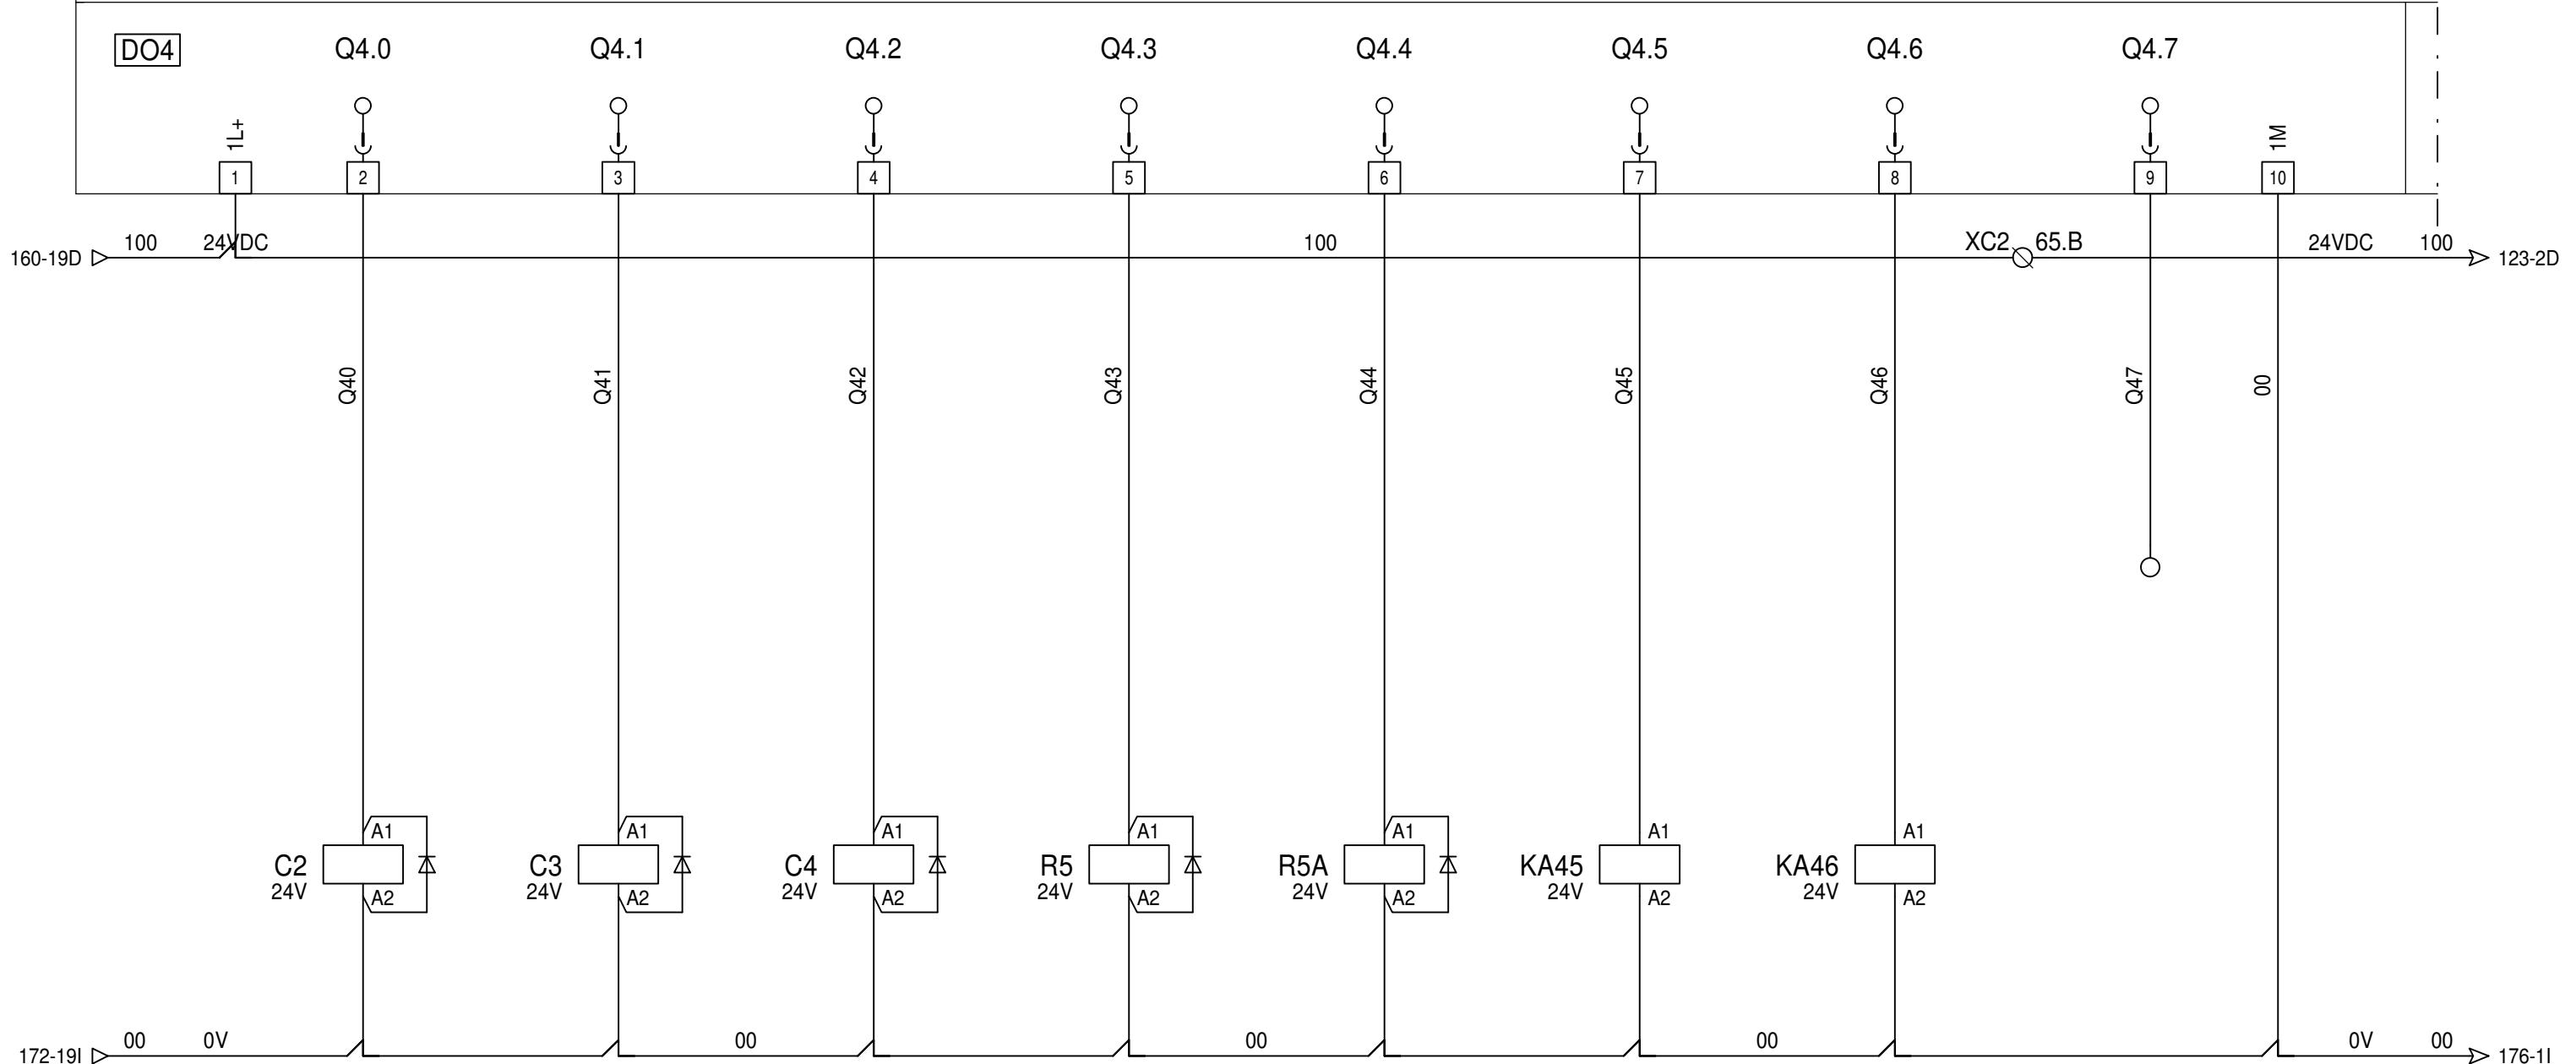 DO4 Q4.0 Q4.1 Q4.2 Q4.3 Q4.4 Q4.5 Q4.6 Q4.7
1L+ 1M
1 2 3 4 5 6 7 8 9 10
100 24VDC 100 XC2 65.B 24VDC 100
160-19D 123-2D
Q40 Q41 Q42 Q43 Q44 Q45 Q46 Q47 00
A1 A1 A1 A1 A1 A1 A1
C2 C3 C4 R5 R5A KA45 KA46
24V 24V 24V 24V 24V 24V 24V
A2 A2 A2 A2 A2 A2 A2
00 0V 00 00 00 0V 00
172-19I 176-1I